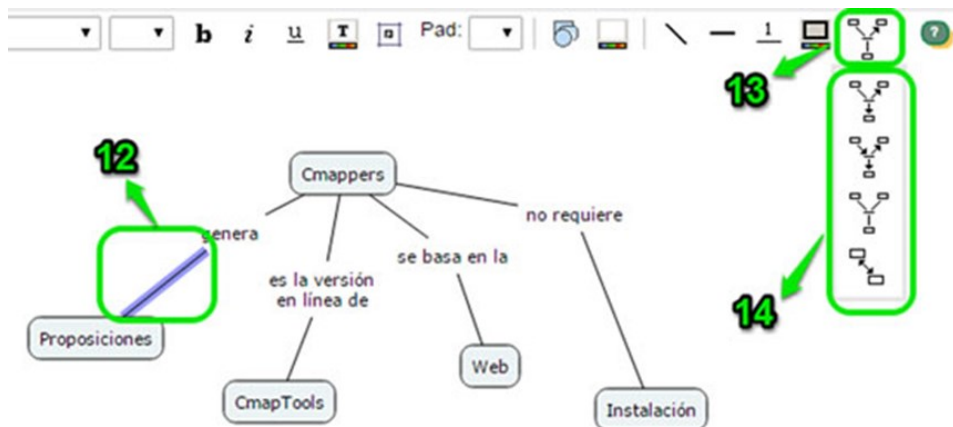 b i u T a Pad: 1 ?
13
12
Cmappers
no requiere
genera
se basa en la
es la versión
en línea de
14
Proposiciones
Web
CmapTools
Instalación